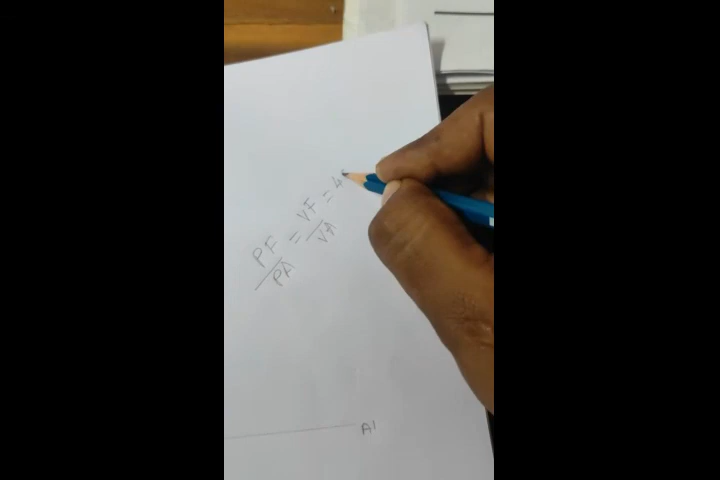 PF = VF = 4
PA VA
A1